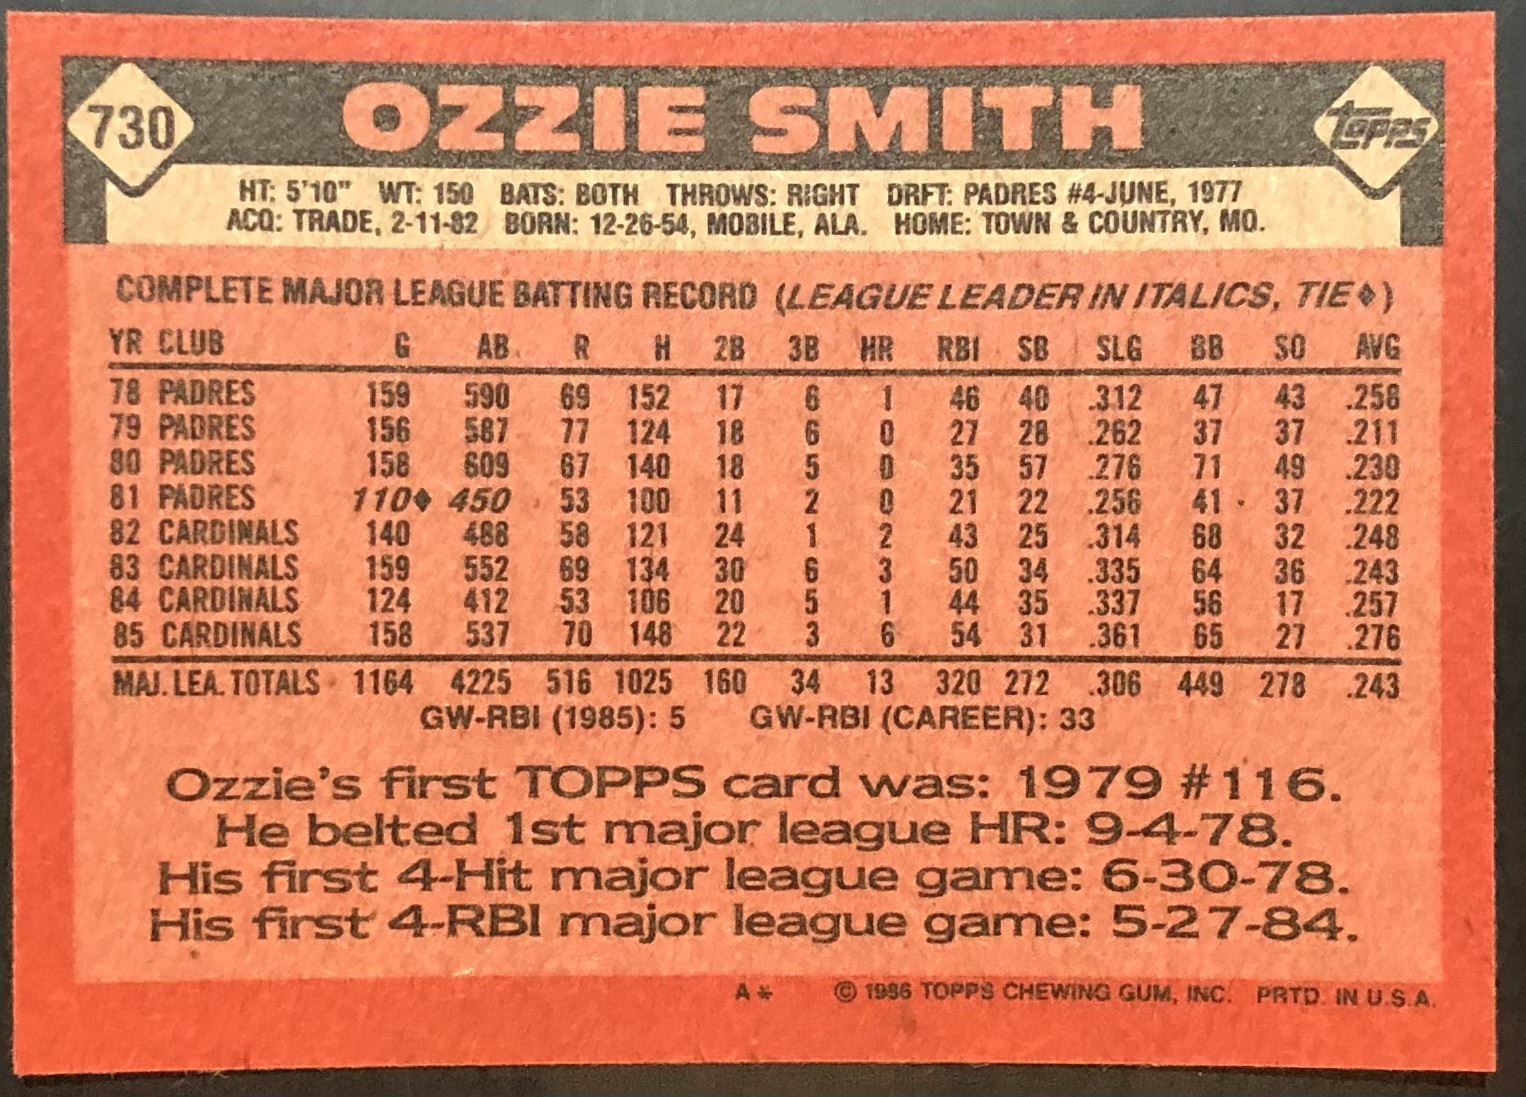 730 OZZIE SMITH Topps
HT: 5'10" WT: 150 BATS: BOTH THROWS: RIGHT DRFT: PADRES #4-JUNE, 1977
ACQ: TRADE, 2-11-82 BORN: 12-26-54, MOBILE, ALA. HOME: TOWN & COUNTRY, MO.
COMPLETE MAJOR LEAGUE BATTING RECORD (LEAGUE LEADER IN ITALICS, TIE♦)
YR CLUB G AB R H 2B 3B HR RBI SB SLG BB SO AVG
78 PADRES 159 590 69 152 17 6 1 46 40 .312 47 43 .258
79 PADRES 156 587 77 124 18 6 0 27 28 .262 37 37 .211
80 PADRES 158 609 67 140 18 5 0 35 57 .276 71 49 .230
81 PADRES 110♦ 450 53 100 11 2 0 21 22 .256 41 37 .222
82 CARDINALS 140 488 58 121 24 1 2 43 25 .314 68 32 .248
83 CARDINALS 159 552 69 134 30 6 3 50 34 .335 64 36 .243
84 CARDINALS 124 412 53 106 20 5 1 44 35 .337 56 17 .257
85 CARDINALS 158 537 70 148 22 3 6 54 31 .361 65 27 .276
MAJ. LEA. TOTALS 1164 4225 516 1025 160 34 13 320 272 .306 449 278 .243
GW-RBI (1985): 5 GW-RBI (CAREER): 33
Ozzie's first TOPPS card was: 1979 #116.
He belted 1st major league HR: 9-4-78.
His first 4-Hit major league game: 6-30-78.
His first 4-RBI major league game: 5-27-84.
A* © 1986 TOPPS CHEWING GUM, INC. PRTD. IN U.S.A.